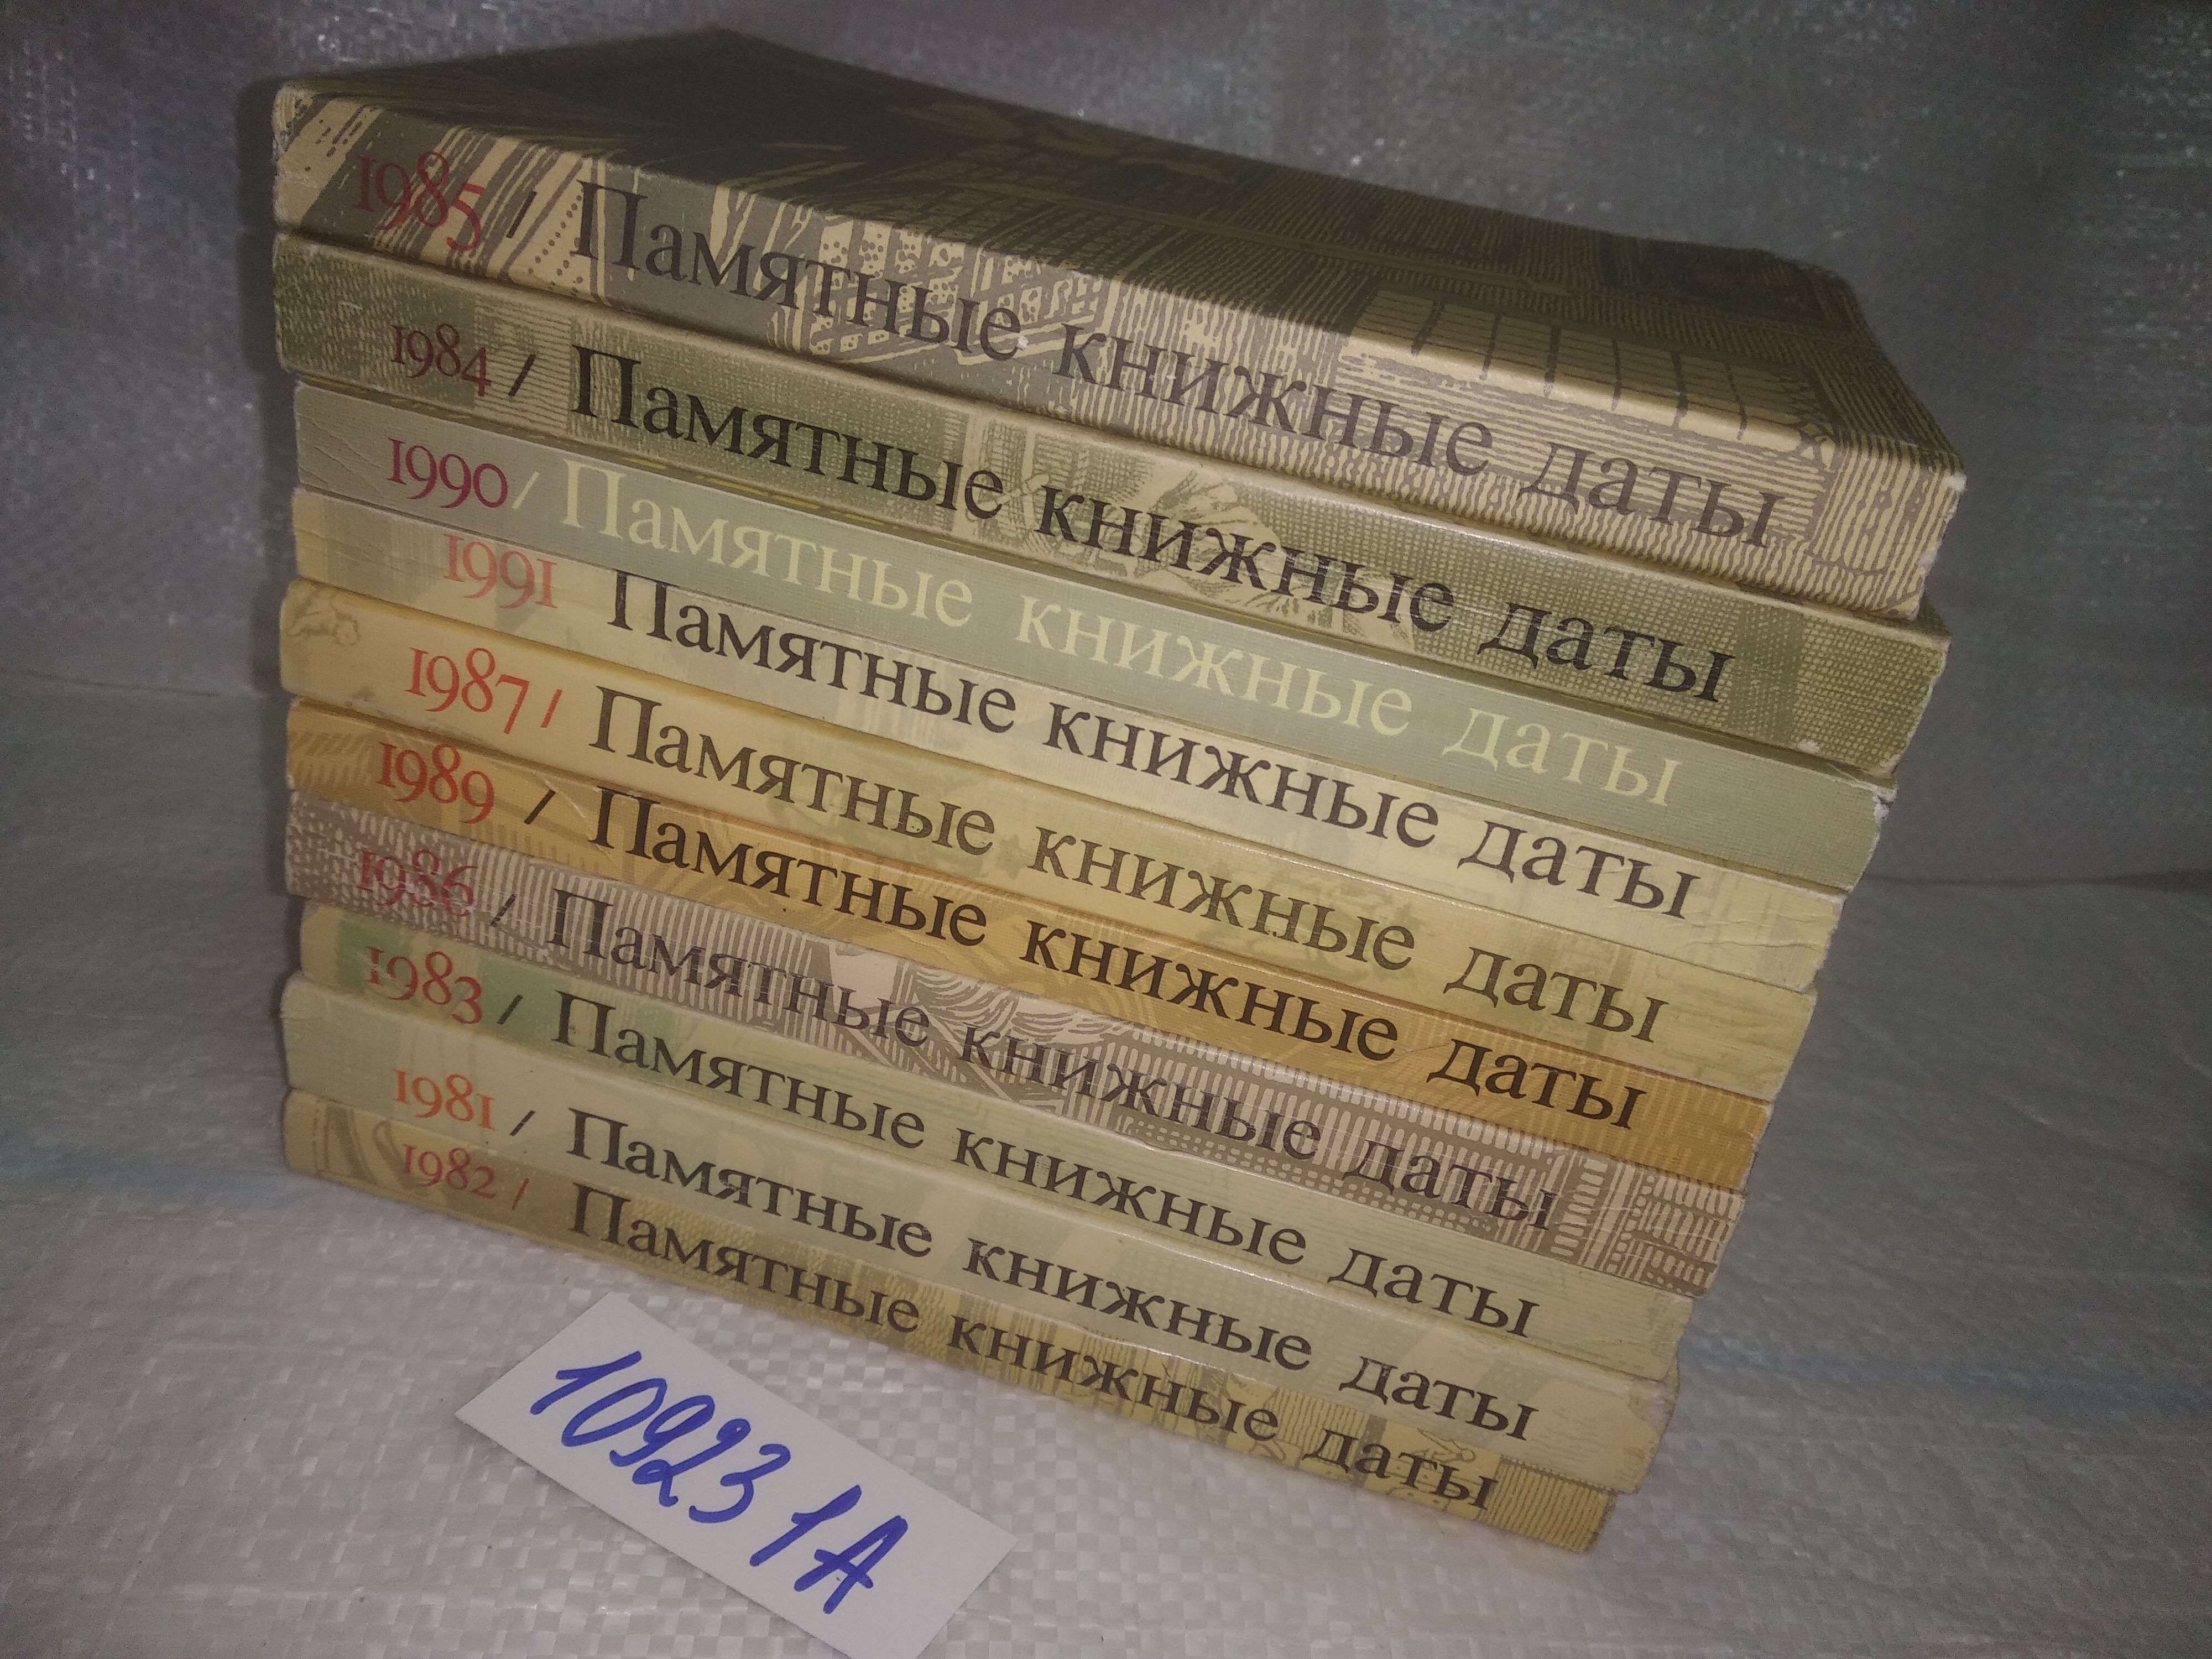 1985 / Памятные книжные даты
1984 / Памятные книжные даты
1990 / Памятные книжные даты
1991 Памятные книжные даты
1987 / Памятные книжные даты
1989 / Памятные книжные даты
1986 / Памятные книжные даты
1983 / Памятные книжные даты
1981 / Памятные книжные даты
1982 / Памятные книжные даты
10923 1A